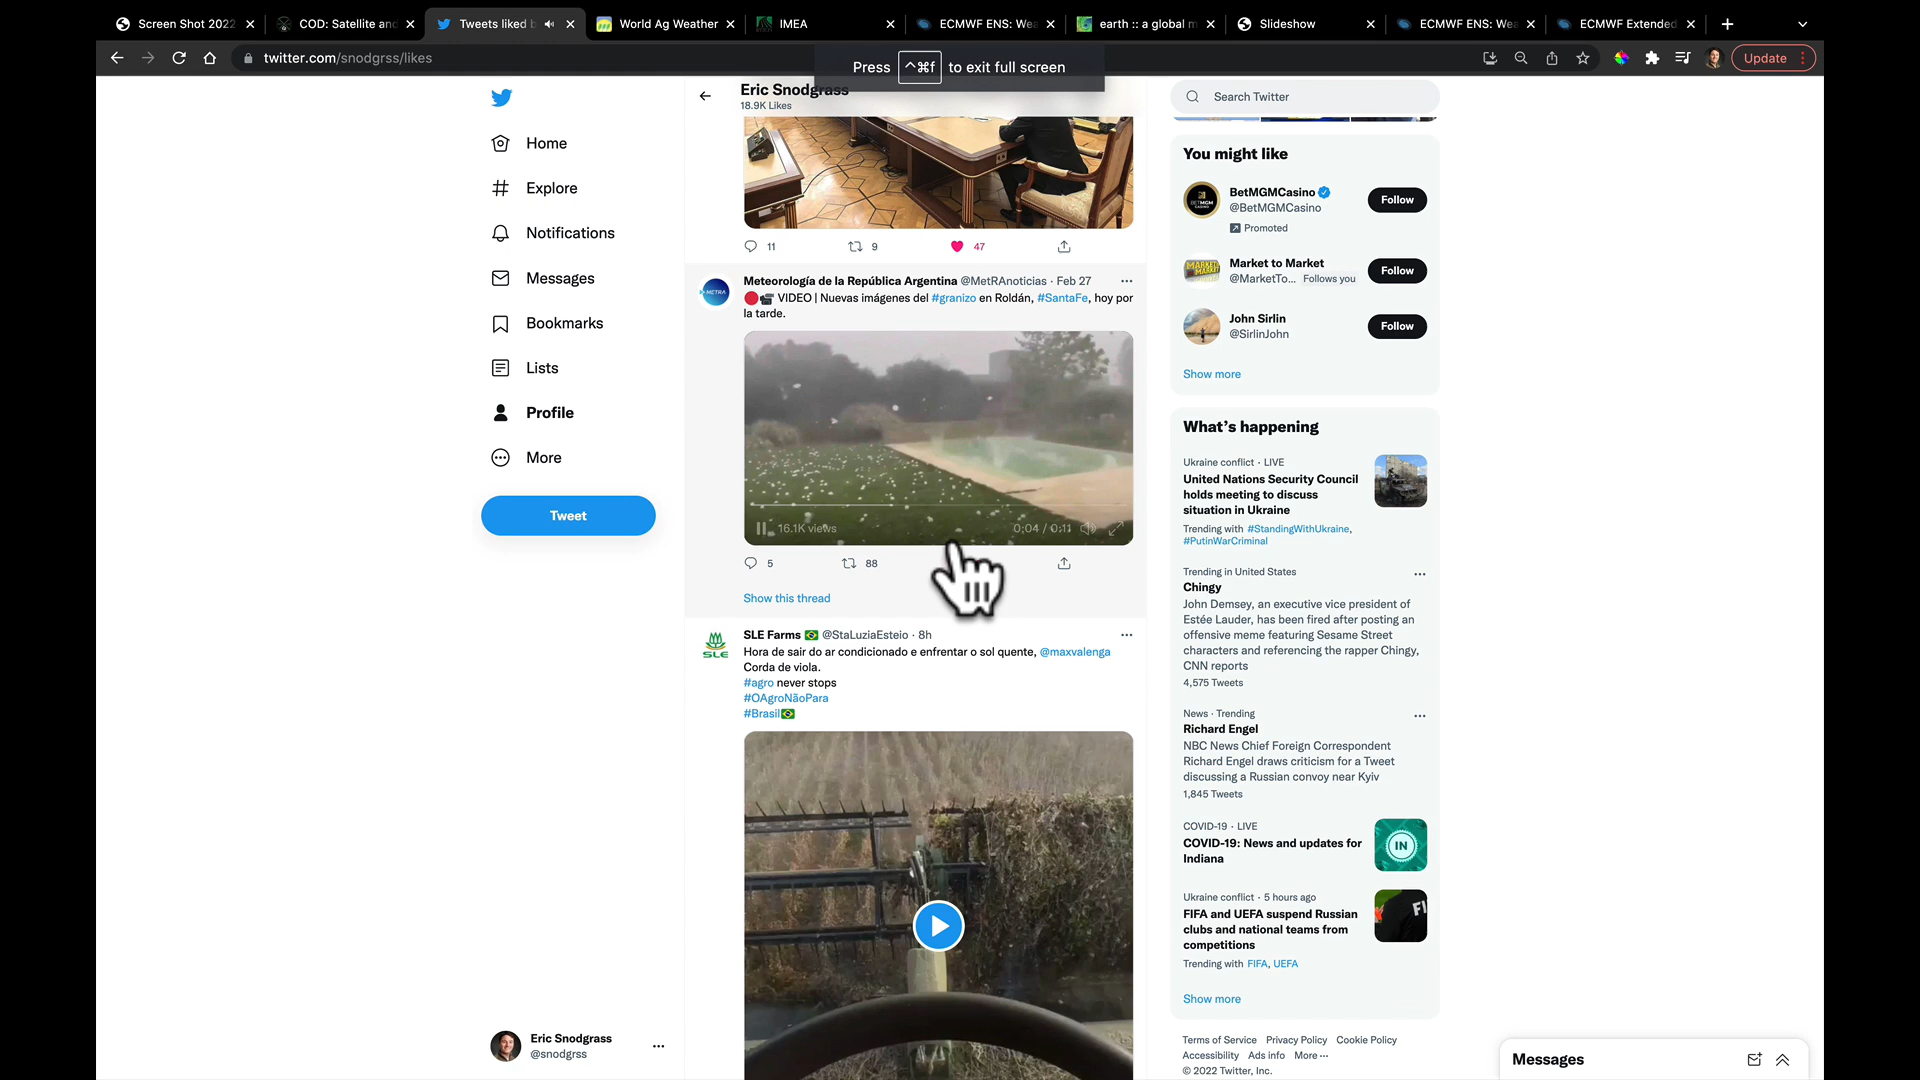 Screen Shot 2022
COD: Satellite and
Tweets liked b
World Ag Weather
IMEA
ECMWF ENS: Wea
earth :: a global m
Slideshow
ECMWF ENS: Wea
ECMWF Extended
twitter.com/snodgrss/likes
Update
Press ^⌘f to exit full screen
Home
Explore
Notifications
Messages
Bookmarks
Lists
Profile
More
Tweet
Eric Snodgrass
@snodgrss
Eric Snodgrass
18.9K Likes
11
9
47
Meteorología de la República Argentina @MetRAnoticias · Feb 27
VIDEO | Nuevas imágenes del #granizo en Roldán, #SantaFe, hoy por
la tarde.
16.1K views
0:04 / 0:11
5
88
Show this thread
SLE Farms 🇧🇷 @StaLuziaEsteio · 8h
Hora de sair do ar condicionado e enfrentar o sol quente, @maxvalenga
Corda de viola.
#agro never stops
#OAgroNãoPara
#Brasil🇧🇷
METRA
SLE
Search Twitter
You might like
BetMGMCasino
@BetMGMCasino
Promoted
Follow
Market to Market
@MarketTo... Follows you
Follow
John Sirlin
@SirlinJohn
Follow
Show more
What's happening
Ukraine conflict · LIVE
United Nations Security Council
holds meeting to discuss
situation in Ukraine
Trending with #StandingWithUkraine,
#PutinWarCriminal
Trending in United States
Chingy
John Demsey, an executive vice president of
Estée Lauder, has been fired after posting an
offensive meme featuring Sesame Street
characters and referencing the rapper Chingy,
CNN reports
4,575 Tweets
News · Trending
Richard Engel
NBC News Chief Foreign Correspondent
Richard Engel draws criticism for a Tweet
discussing a Russian convoy near Kyiv
1,845 Tweets
COVID-19 · LIVE
COVID-19: News and updates for
Indiana
IN
Ukraine conflict · 5 hours ago
FIFA and UEFA suspend Russian
clubs and national teams from
competitions
FI
Trending with FIFA, UEFA
Show more
Terms of Service Privacy Policy Cookie Policy
Accessibility Ads info More ···
© 2022 Twitter, Inc.
Messages